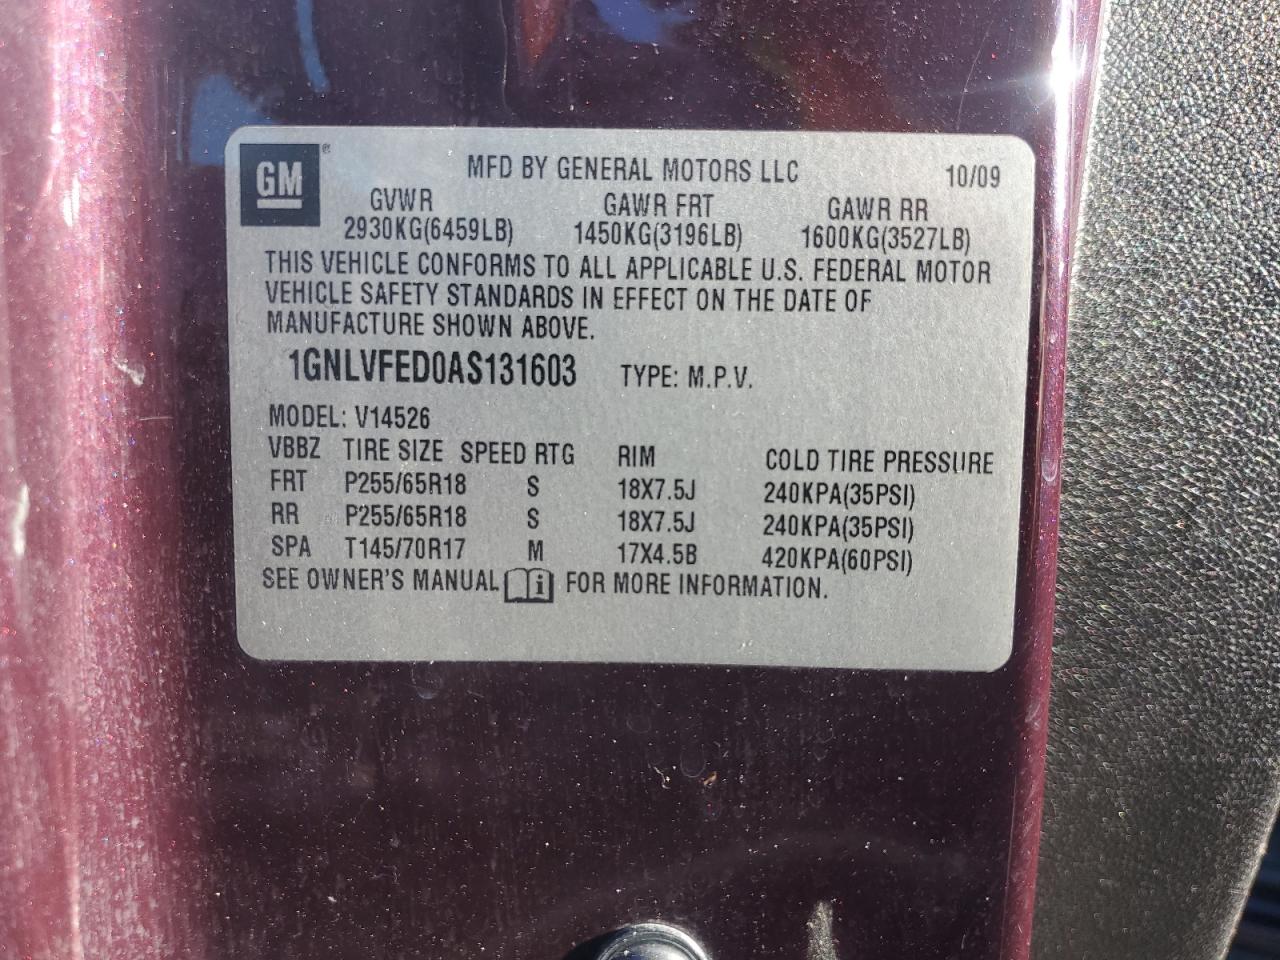 GM ®
MFD BY GENERAL MOTORS LLC 10/09
GVWR GAWR FRT GAWR RR
2930KG(6459LB) 1450KG(3196LB) 1600KG(3527LB)
THIS VEHICLE CONFORMS TO ALL APPLICABLE U.S. FEDERAL MOTOR
VEHICLE SAFETY STANDARDS IN EFFECT ON THE DATE OF
MANUFACTURE SHOWN ABOVE.
1GNLVFED0AS131603 TYPE: M.P.V.
MODEL: V14526
VBBZ TIRE SIZE SPEED RTG RIM COLD TIRE PRESSURE
FRT P255/65R18 S 18X7.5J 240KPA(35PSI)
RR P255/65R18 S 18X7.5J 240KPA(35PSI)
SPA T145/70R17 M 17X4.5B 420KPA(60PSI)
SEE OWNER'S MANUAL i FOR MORE INFORMATION.